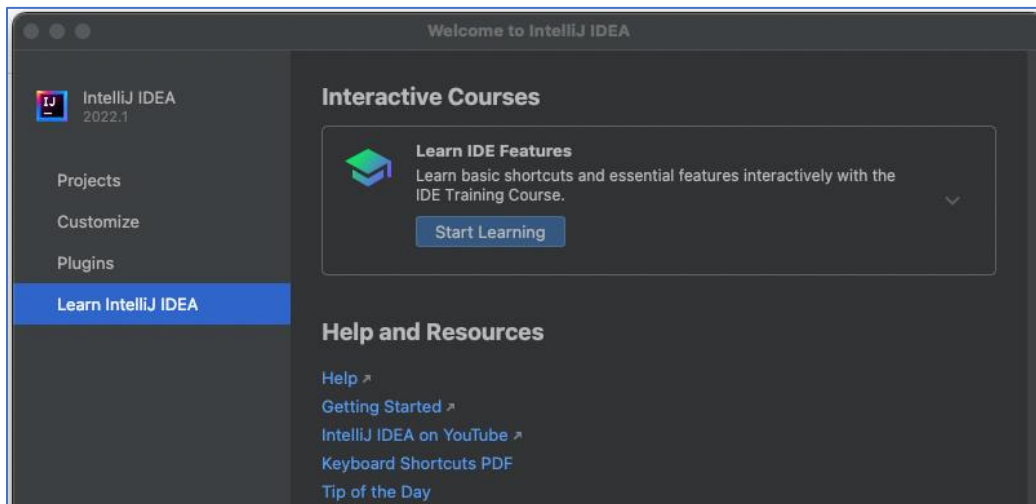 Welcome to IntelliJ IDEA
IJ
IntelliJ IDEA
2022.1
Projects
Customize
Plugins
Learn IntelliJ IDEA
Interactive Courses
Learn IDE Features
Learn basic shortcuts and essential features interactively with the
IDE Training Course.
Start Learning
Help and Resources
Help ↗
Getting Started ↗
IntelliJ IDEA on YouTube ↗
Keyboard Shortcuts PDF
Tip of the Day